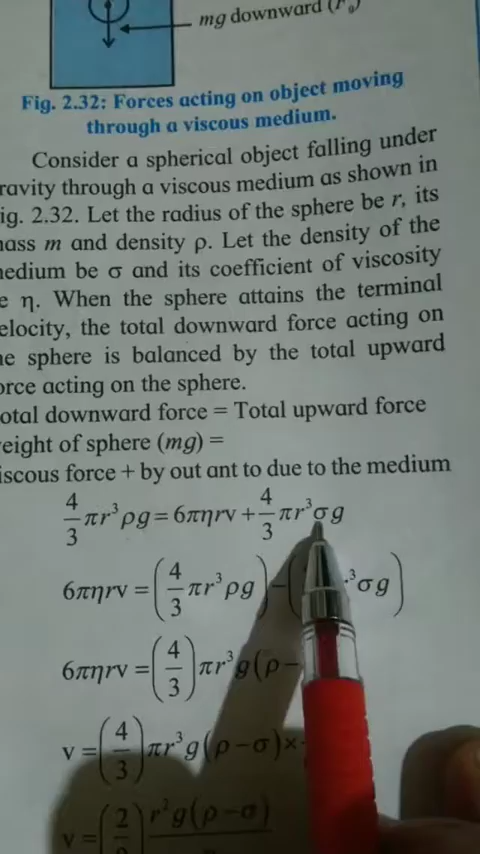 mg downward (Fg)
Fig. 2.32: Forces acting on object moving
through a viscous medium.
Consider a spherical object falling under
ravity through a viscous medium as shown in
ig. 2.32. Let the radius of the sphere be r, its
nass m and density ρ. Let the density of the
nedium be σ and its coefficient of viscosity
e η. When the sphere attains the terminal
elocity, the total downward force acting on
he sphere is balanced by the total upward
orce acting on the sphere.
otal downward force = Total upward force
eight of sphere (mg) =
iscous force + by out ant to due to the medium
4/3 πr³ρg = 6πηrv + 4/3 πr³σg
6πηrv = (4/3 πr³ρg) − ( ³σg)
6πηrv = (4/3) πr³g(ρ −
v = (4/3) πr³g(ρ−σ)×
v = (2/9) r²g(ρ−σ)